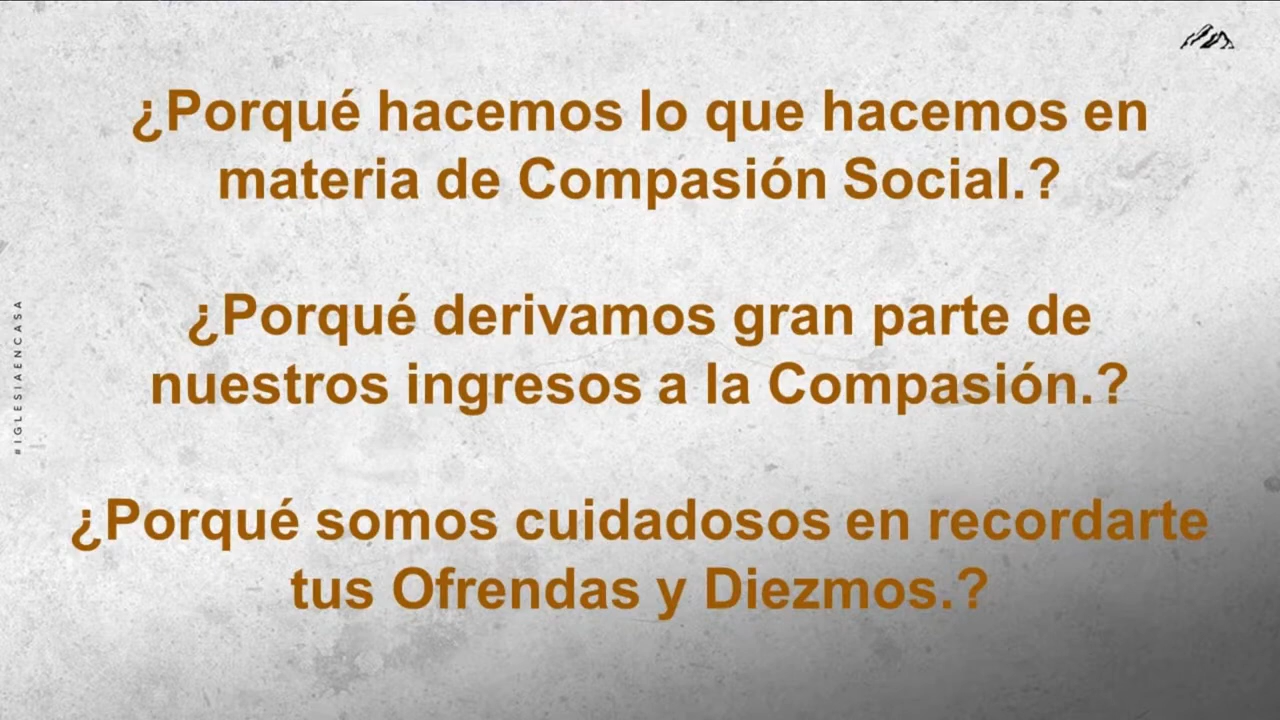 ¿Porqué hacemos lo que hacemos en
materia de Compasión Social.?
¿Porqué derivamos gran parte de
nuestros ingresos a la Compasión.?
¿Porqué somos cuidadosos en recordarte
tus Ofrendas y Diezmos.?
#IGLESIAENCASA